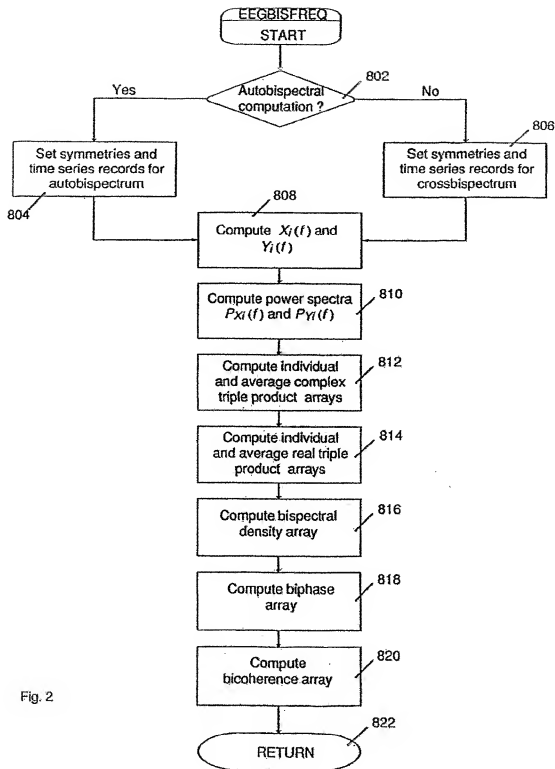 EEGBISFREQ
START
802
Autobispectral
computation ?
Yes
No
806
Set symmetries and
time series records for
autobispectrum
804
Set symmetries and
time series records for
crossbispectrum
808
Compute Xi(f) and
Yi(f)
Compute power spectra
PXi(f) and PYi(f)
810
Compute individual
and average complex
triple product arrays
812
Compute individual
and average real triple
product arrays
814
Compute bispectral
density array
816
Compute biphase
array
818
Compute
bicoherence array
820
Fig. 2
RETURN
822